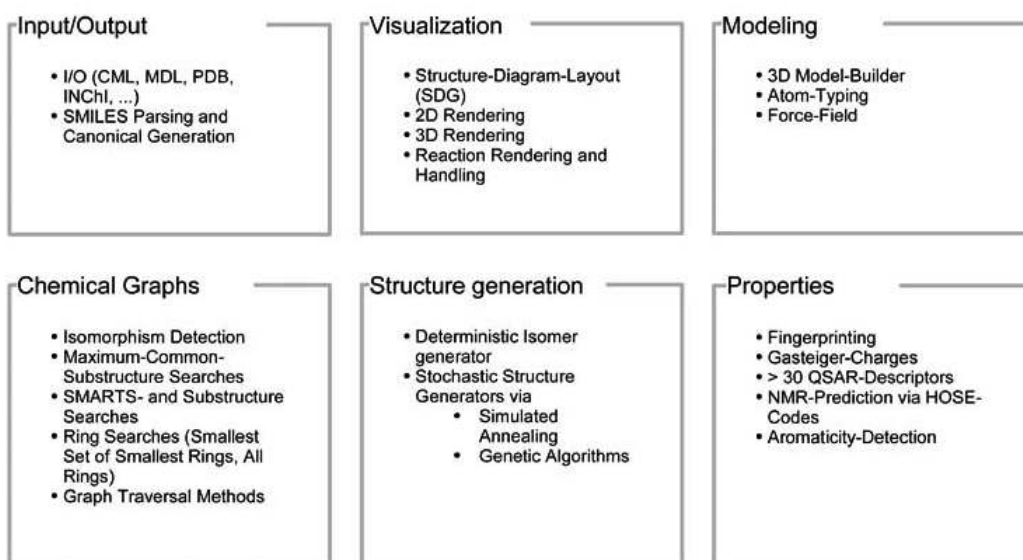 Input/Output
• I/O (CML, MDL, PDB,
INChI, ...)
• SMILES Parsing and
Canonical Generation
Visualization
• Structure-Diagram-Layout
(SDG)
• 2D Rendering
• 3D Rendering
• Reaction Rendering and
Handling
Modeling
• 3D Model-Builder
• Atom-Typing
• Force-Field
Chemical Graphs
• Isomorphism Detection
• Maximum-Common-
Substructure Searches
• SMARTS- and Substructure
Searches
• Ring Searches (Smallest
Set of Smallest Rings, All
Rings)
• Graph Traversal Methods
Structure generation
• Deterministic Isomer
generator
• Stochastic Structure
Generators via
• Simulated
Annealing
• Genetic Algorithms
Properties
• Fingerprinting
• Gasteiger-Charges
• > 30 QSAR-Descriptors
• NMR-Prediction via HOSE-
Codes
• Aromaticity-Detection